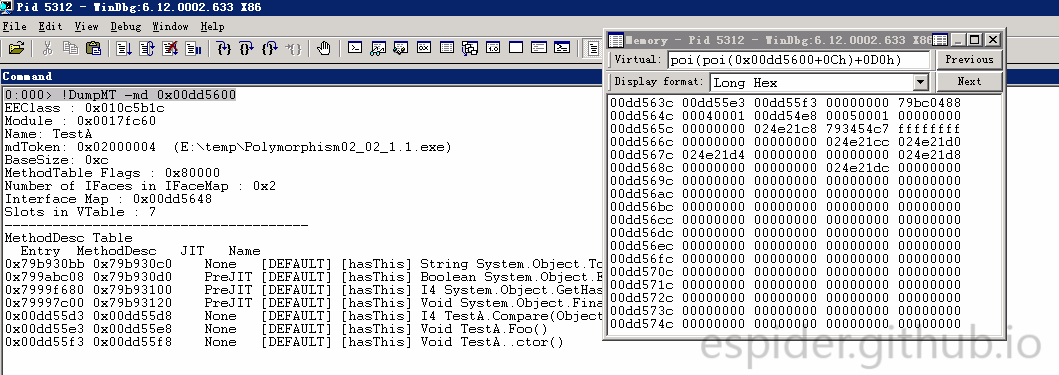 Pid 5312 - WinDbg:6.12.0002.633 X86
File Edit View Debug Window Help
Command
0:000> !DumpMT -md 0x00dd5600
EEClass : 0x010c5b1c
Module : 0x0017fc60
Name: TestA
mdToken: 0x02000004 (E:\temp\Polymorphism02_02_1.1.exe)
BaseSize: 0xc
MethodTable Flags : 0x80000
Number of IFaces in IFaceMap : 0x2
Interface Map : 0x00dd5648
Slots in VTable : 7
--------------------------------------
MethodDesc Table
Entry MethodDesc JIT Name
0x79b930bb 0x79b930c0 None [DEFAULT] [hasThis] String System.Object.To
0x799abc08 0x79b930d0 PreJIT [DEFAULT] [hasThis] Boolean System.Object.E
0x7999f680 0x79b93100 PreJIT [DEFAULT] [hasThis] I4 System.Object.GetHas
0x79997c00 0x79b93120 PreJIT [DEFAULT] [hasThis] Void System.Object.Fina
0x00dd55d3 0x00dd55d8 None [DEFAULT] [hasThis] I4 TestA.Compare(Object
0x00dd55e3 0x00dd55e8 None [DEFAULT] [hasThis] Void TestA.Foo()
0x00dd55f3 0x00dd55f8 None [DEFAULT] [hasThis] Void TestA..ctor()
Memory - Pid 5312 - WinDbg:6.12.0002.633 X86
Virtual: poi(poi(0x00dd5600+0Ch)+0D0h) Previous
Display format: Long Hex Next
00dd563c 00dd55e3 00dd55f3 00000000 79bc0488
00dd564c 00040001 00dd54e8 00050001 00000000
00dd565c 00000000 024e21c8 793454c7 ffffffff
00dd566c 00000000 00000000 024e21cc 024e21d0
00dd567c 024e21d4 00000000 00000000 024e21d8
00dd568c 00000000 00000000 024e21dc 00000000
00dd569c 00000000 00000000 00000000 00000000
00dd56ac 00000000 00000000 00000000 00000000
00dd56bc 00000000 00000000 00000000 00000000
00dd56cc 00000000 00000000 00000000 00000000
00dd56dc 00000000 00000000 00000000 00000000
00dd56ec 00000000 00000000 00000000 00000000
00dd56fc 00000000 00000000 00000000 00000000
00dd570c 00000000 00000000 00000000 00000000
00dd571c 00000000 00000000 00000000 00000000
00dd572c 00000000 00000000 00000000 00000000
00dd573c 00000000 00000000 00000000 00000000
00dd574c 00000000 00000000 00000000 00000000
espider.github.io